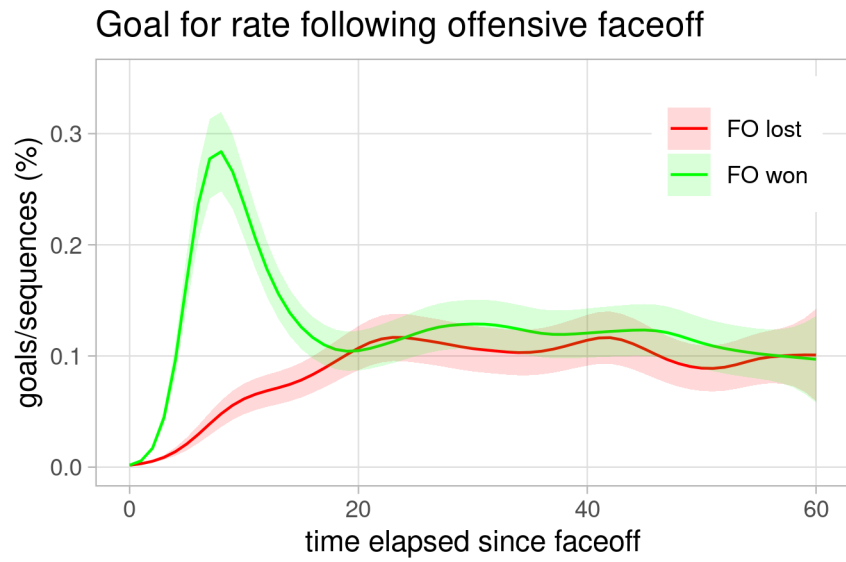 Goal for rate following offensive faceoff
goals/sequences (%)
0.3
0.2
0.1
0.0
FO lost
FO won
0
20
40
60
time elapsed since faceoff